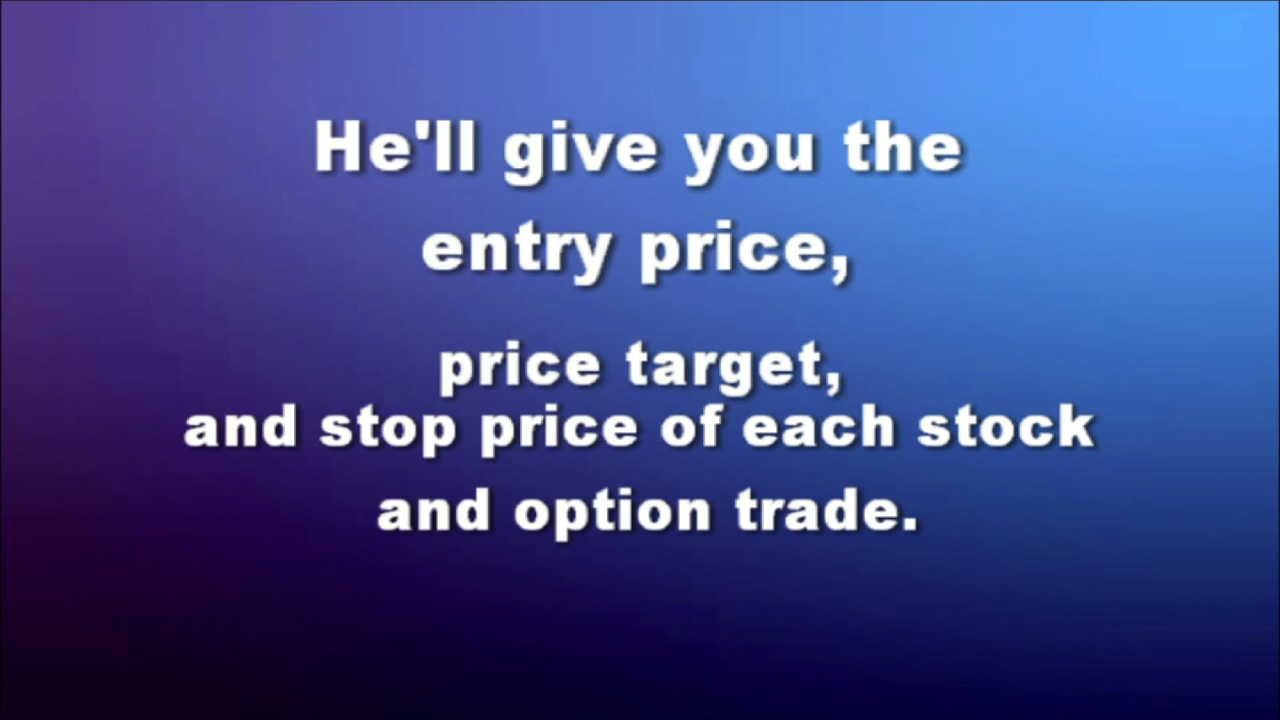 He'll give you the
entry price,
price target,
and stop price of each stock
and option trade.